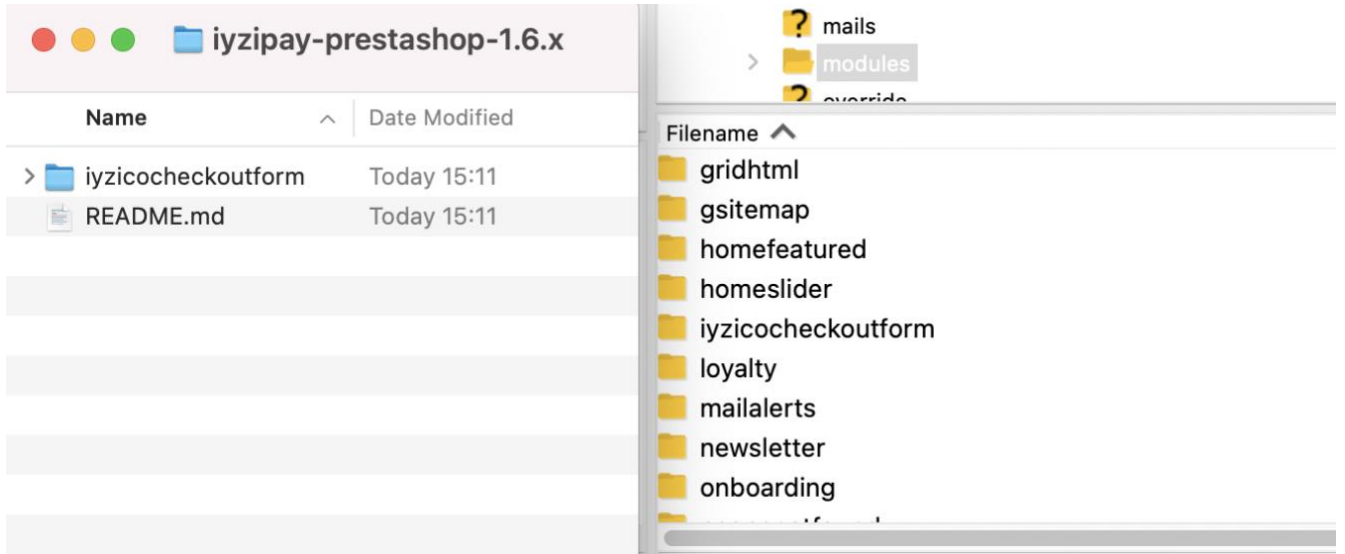 iyzipay-prestashop-1.6.x
Name
Date Modified
iyzicocheckoutform
Today 15:11
README.md
Today 15:11
mails
modules
override
Filename
gridhtml
gsitemap
homefeatured
homeslider
iyzicocheckoutform
loyalty
mailalerts
newsletter
onboarding